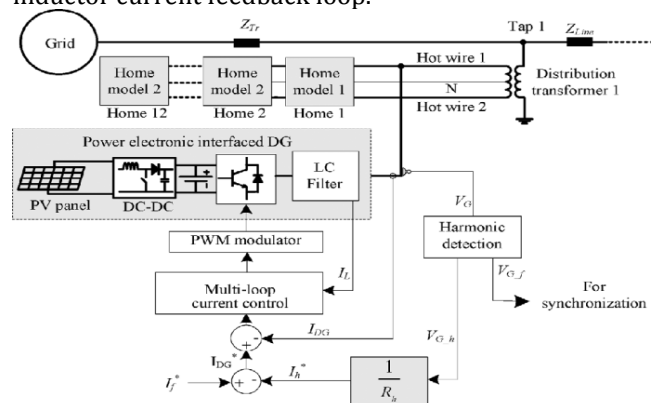 inductor current feedback loop.
Grid
Z_Tr
Tap 1
Z_Line
Hot wire 1
Home
model 2
Home
model 2
Home
model 1
N
Distribution
transformer 1
Home 12
Home 2
Home 1
Hot wire 2
Power electronic interfaced DG
LC
Filter
PV panel
DC-DC
V_G
Harmonic
detection
PWM modulator
I_L
V_G_f
Multi-loop
current control
For
synchronization
I_DG
V_G_h
+
-
I_DG*
I_f*
+
-
I_h*
1
R_h